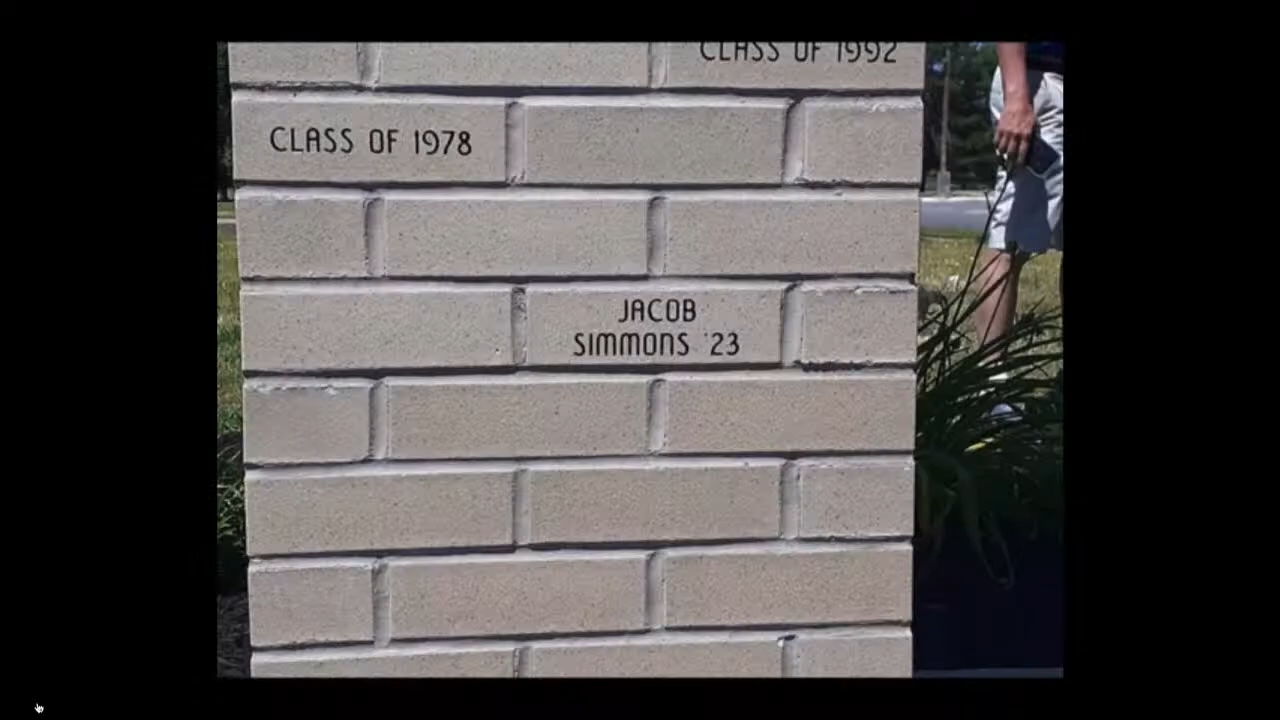 CLASS OF 1992
CLASS OF 1978
JACOB
SIMMONS '23